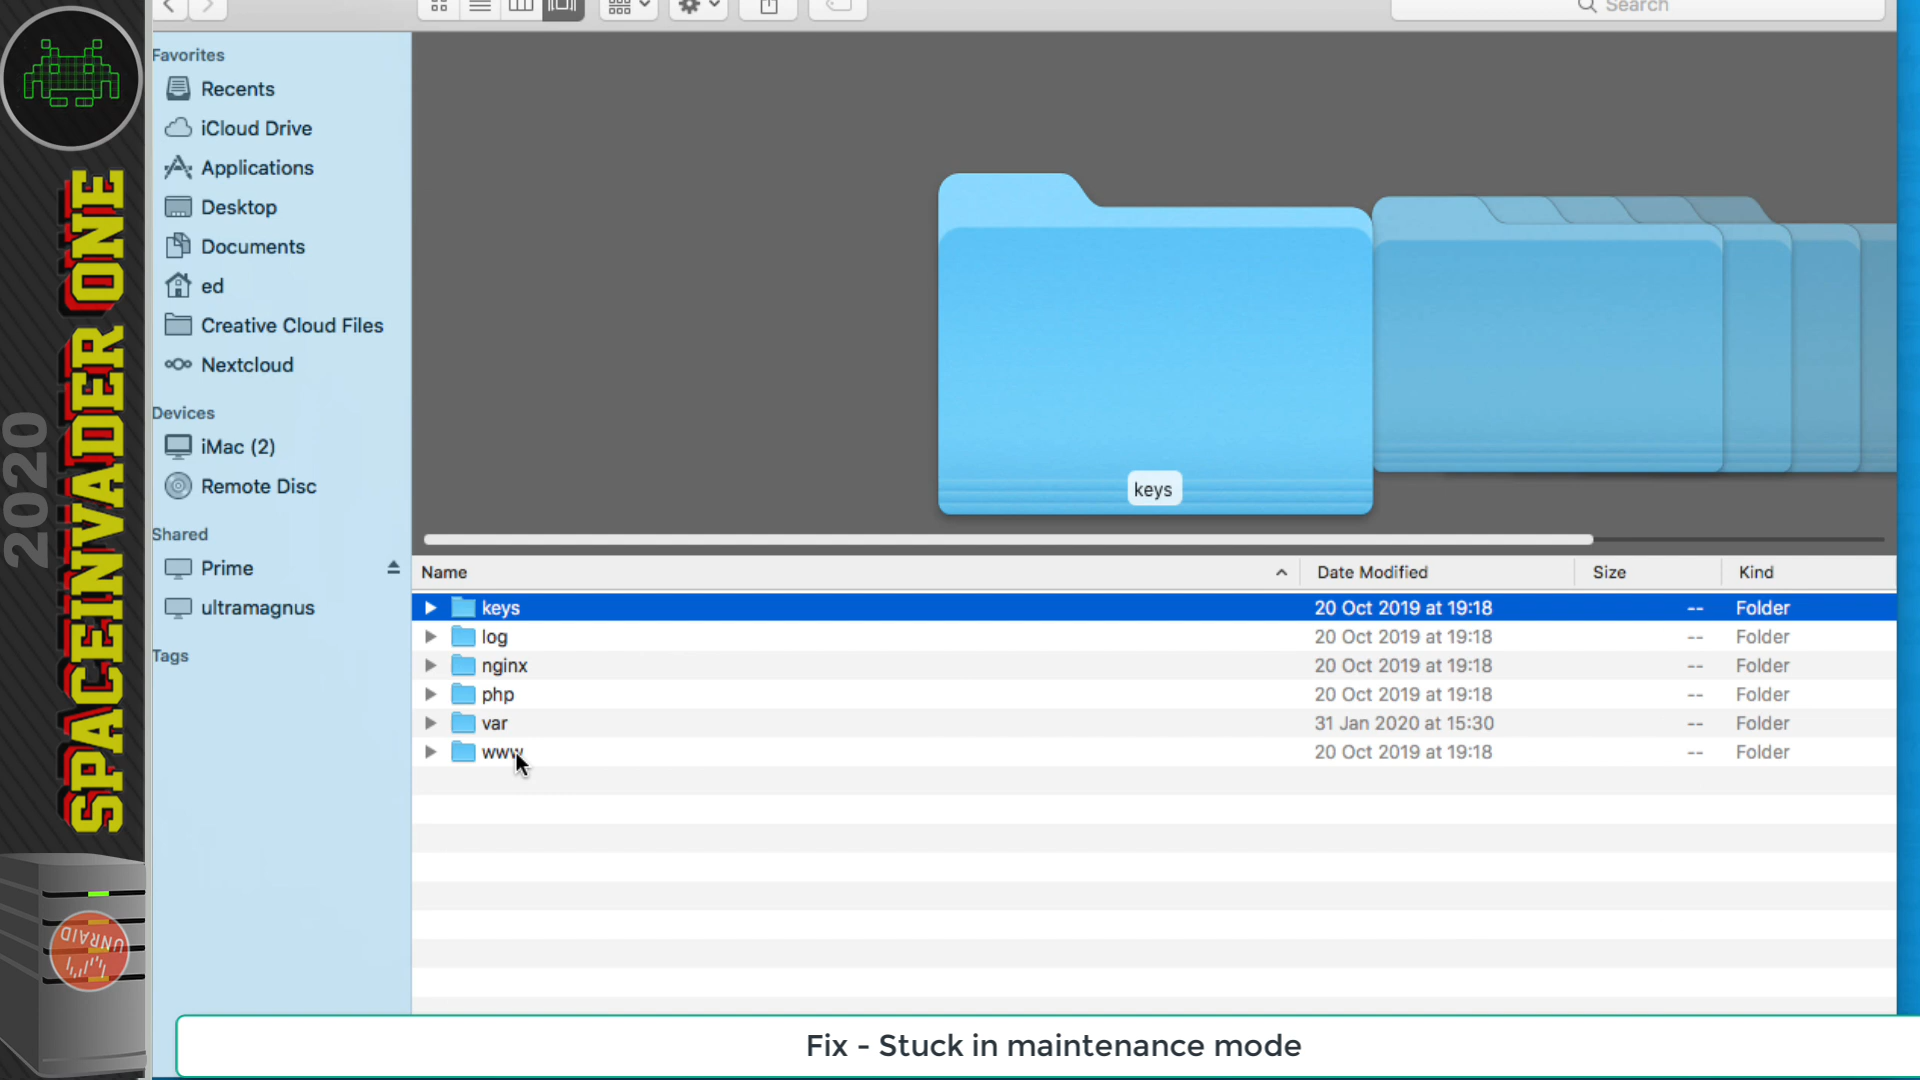 Search
Favorites
Recents
iCloud Drive
Applications
Desktop
Documents
ed
Creative Cloud Files
Nextcloud
Devices
iMac (2)
Remote Disc
Shared
Prime
ultramagnus
Tags
keys
Name Date Modified Size Kind
keys 20 Oct 2019 at 19:18 -- Folder
log 20 Oct 2019 at 19:18 -- Folder
nginx 20 Oct 2019 at 19:18 -- Folder
php 20 Oct 2019 at 19:18 -- Folder
var 31 Jan 2020 at 15:30 -- Folder
www 20 Oct 2019 at 19:18 -- Folder
Fix - Stuck in maintenance mode
2020
SPACEINVADER ONE
UNRAID